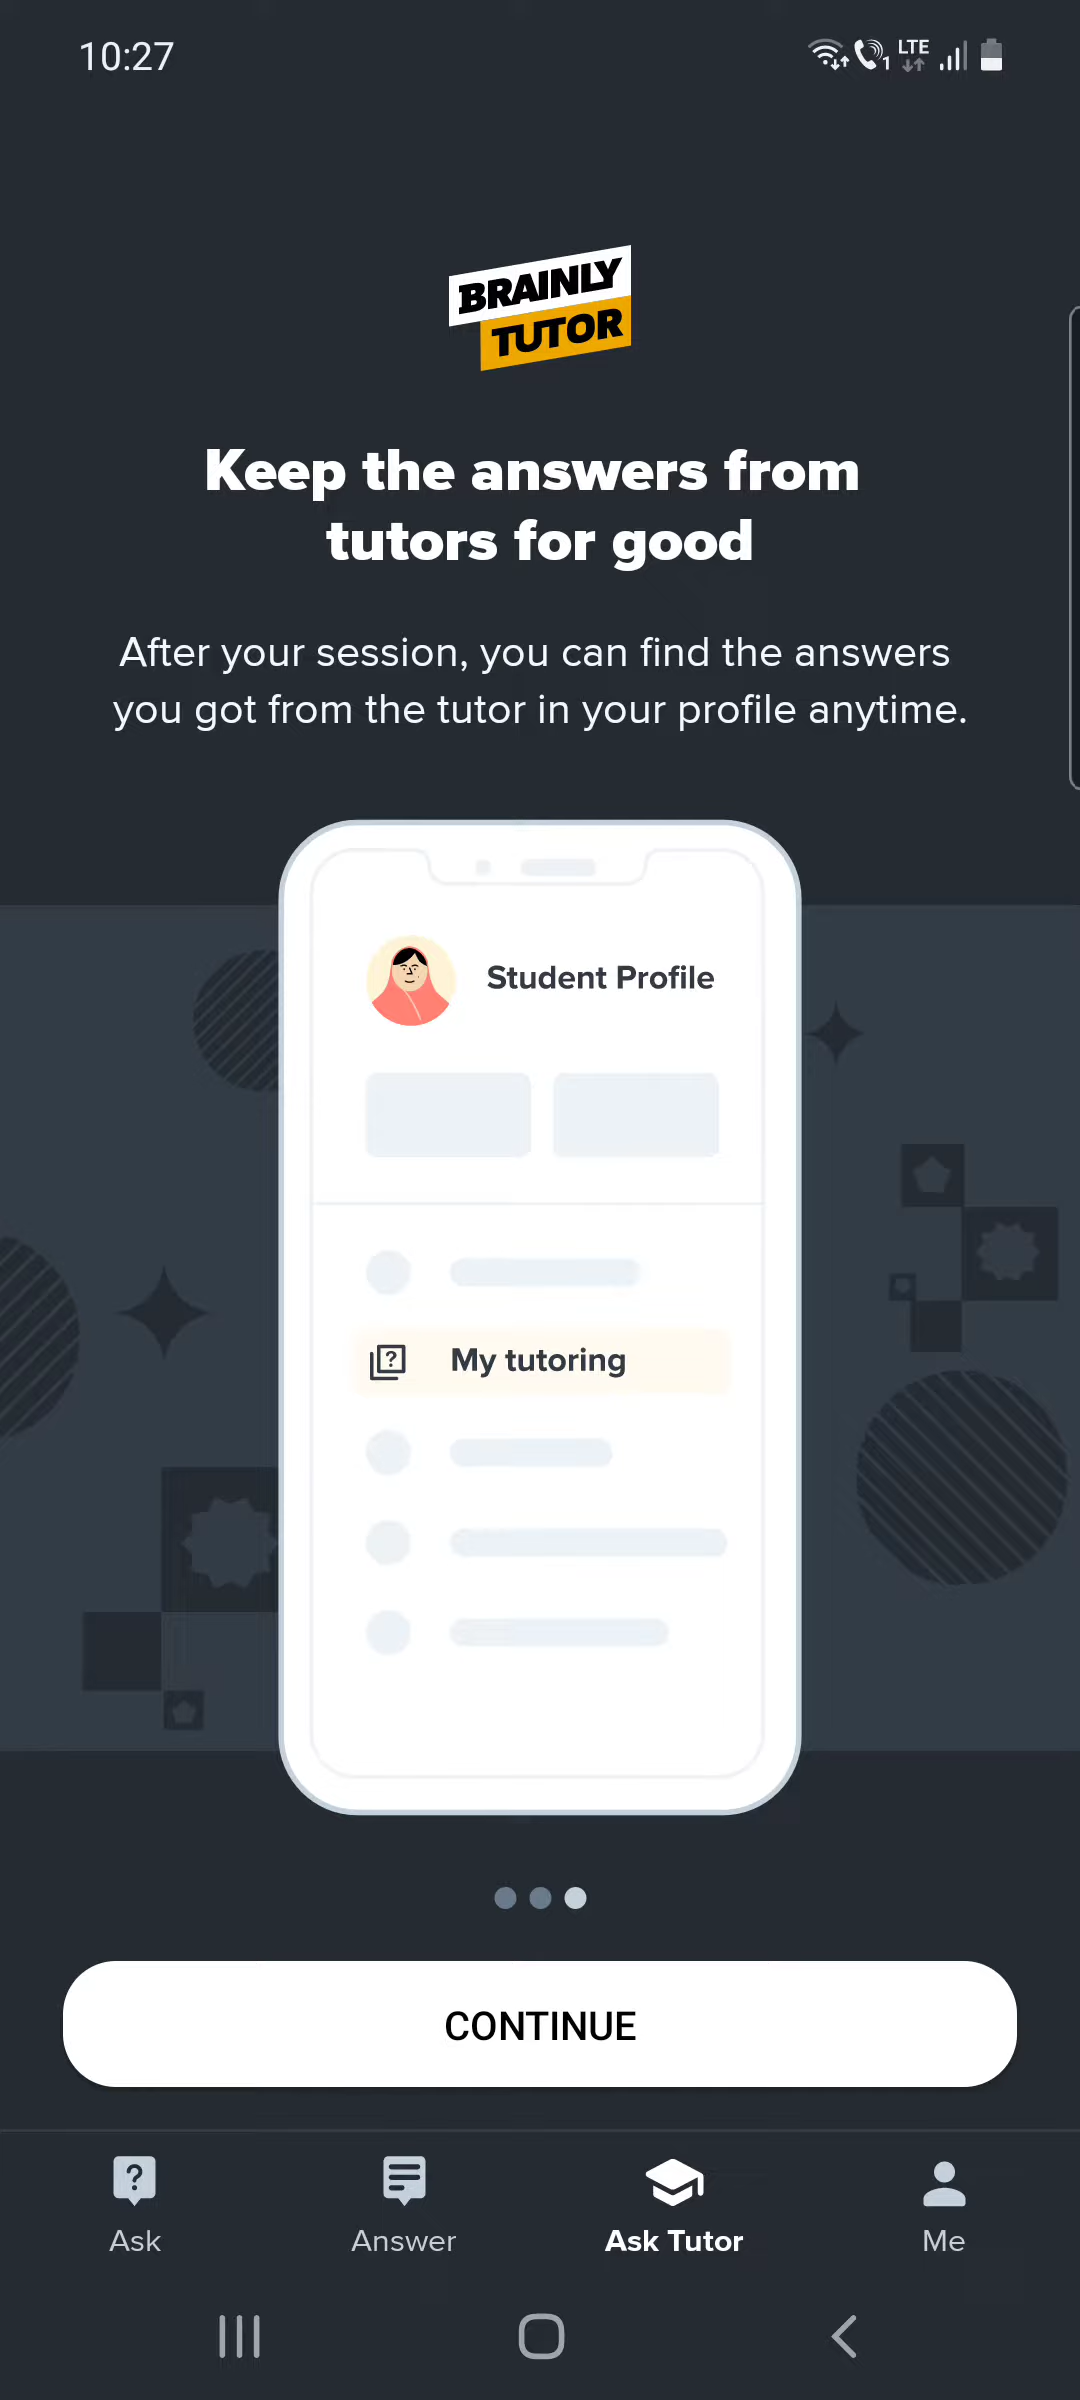 10:27
LTE
1
BRAINLY
TUTOR
Keep the answers from
tutors for good
After your session, you can find the answers
you got from the tutor in your profile anytime.
Student Profile
?
My tutoring
CONTINUE
?
Ask
Answer
Ask Tutor
Me